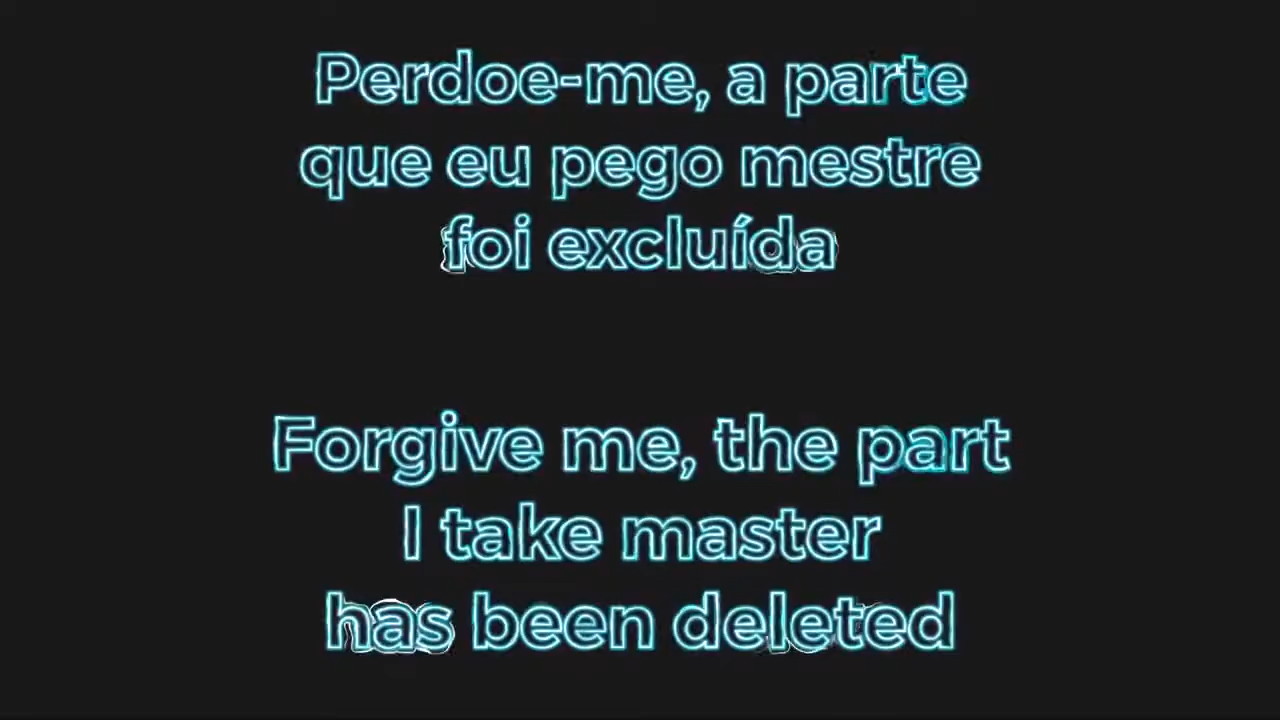 Perdoe-me, a parte
que eu pego mestre
foi excluída
Forgive me, the part
I take master
has been deleted